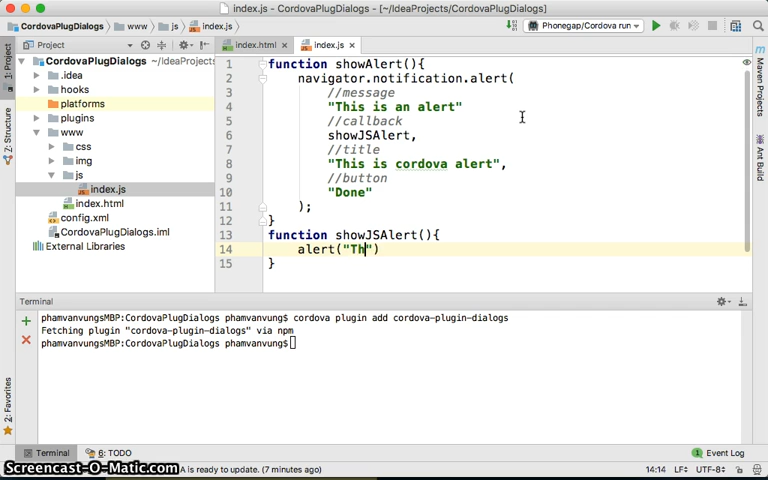 index.js - CordovaPlugDialogs - [~/IdeaProjects/CordovaPlugDialogs]
CordovaPlugDialogs www js index.js
Phonegap/Cordova run
Project
index.html index.js
CordovaPlugDialogs ~/IdeaProjects
.idea
hooks
platforms
plugins
www
css
img
js
index.js
index.html
config.xml
CordovaPlugDialogs.iml
External Libraries
1: Project
7: Structure
2: Favorites
Maven Projects
Ant Build
1 function showAlert(){
2 navigator.notification.alert(
3 //message
4 "This is an alert"
5 //callback
6 showJSAlert,
7 //title
8 "This is cordova alert",
9 //button
10 "Done"
11 );
12 }
13 function showJSAlert(){
14 alert("Th")
15 }
Terminal
phamvanvungsMBP:CordovaPlugDialogs phamvanvung$ cordova plugin add cordova-plugin-dialogs
Fetching plugin "cordova-plugin-dialogs" via npm
phamvanvungsMBP:CordovaPlugDialogs phamvanvung$
Terminal 6: TODO Event Log
Screencast-O-Matic.com A is ready to update. (7 minutes ago) 14:14 LF UTF-8